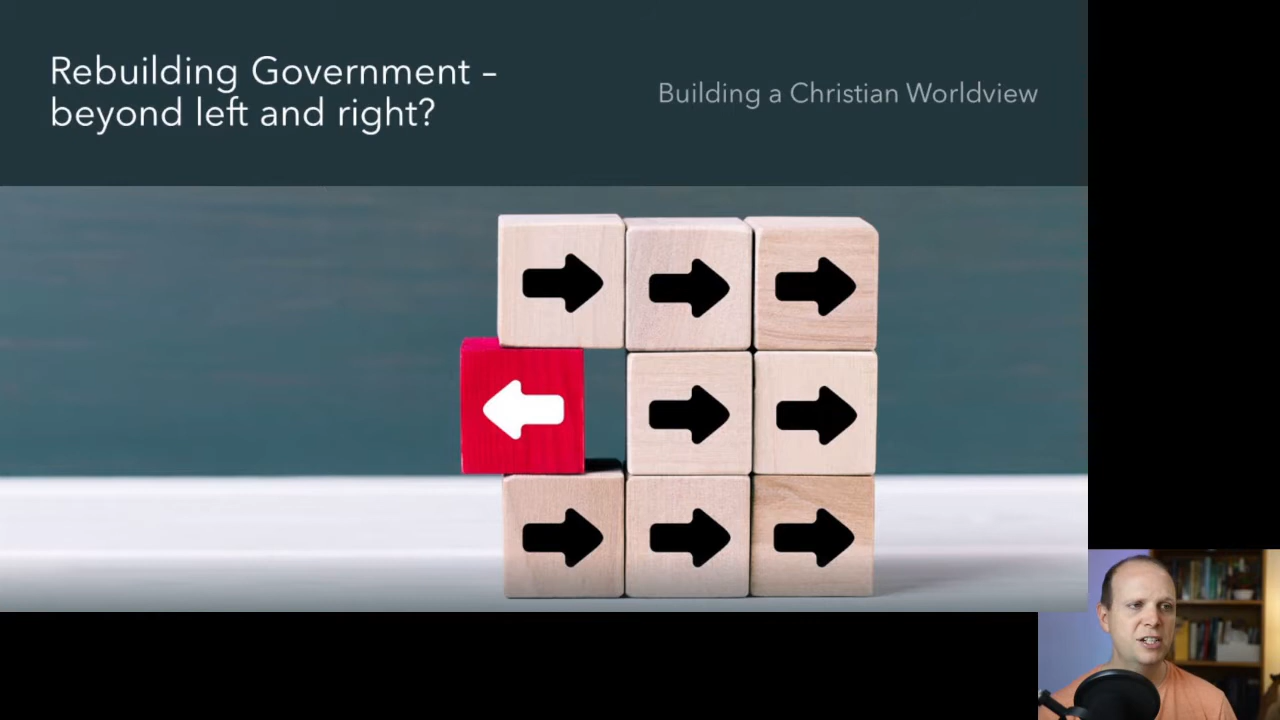 Rebuilding Government –
beyond left and right?
Building a Christian Worldview